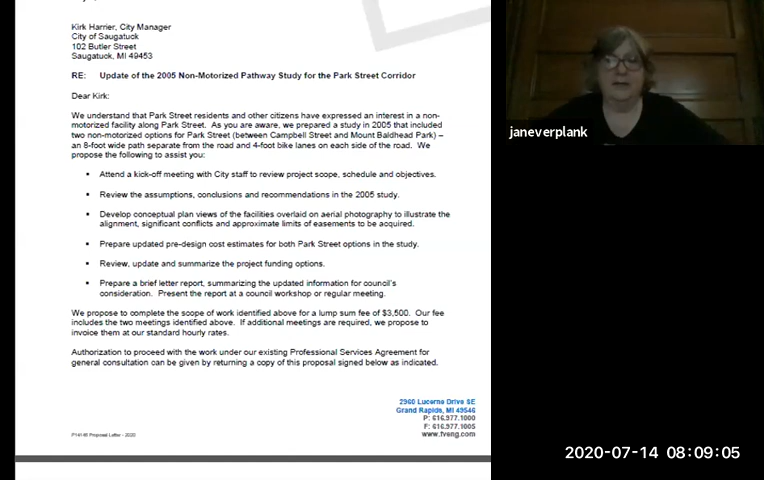 Kirk Harrier, City Manager
City of Saugatuck
102 Butler Street
Saugatuck, MI 49453
RE: Update of the 2005 Non-Motorized Pathway Study for the Park Street Corridor
Dear Kirk:
We understand that Park Street residents and other citizens have expressed an interest in a non-
motorized facility along Park Street. As you are aware, we prepared a study in 2005 that included
two non-motorized options for Park Street (between Campbell Street and Mount Baldhead Park) –
an 8-foot wide path separate from the road and 4-foot bike lanes on each side of the road. We
propose the following to assist you:
• Attend a kick-off meeting with City staff to review project scope, schedule and objectives.
• Review the assumptions, conclusions and recommendations in the 2005 study.
• Develop conceptual plan views of the facilities overlaid on aerial photography to illustrate the
alignment, significant conflicts and approximate limits of easements to be acquired.
• Prepare updated pre-design cost estimates for both Park Street options in the study.
• Review, update and summarize the project funding options.
• Prepare a brief letter report, summarizing the updated information for council's
consideration. Present the report at a council workshop or regular meeting.
We propose to complete the scope of work identified above for a lump sum fee of $3,500. Our fee
includes the two meetings identified above. If additional meetings are required, we propose to
invoice them at our standard hourly rates.
Authorization to proceed with the work under our existing Professional Services Agreement for
general consultation can be given by returning a copy of this proposal signed below as indicated.
2960 Lucerne Drive SE
Grand Rapids, MI 49546
P: 616.977.1000
F: 616.977.1005
www.fveng.com
Proposal Letter - 2020
janeverplank
2020-07-14 08:09:05